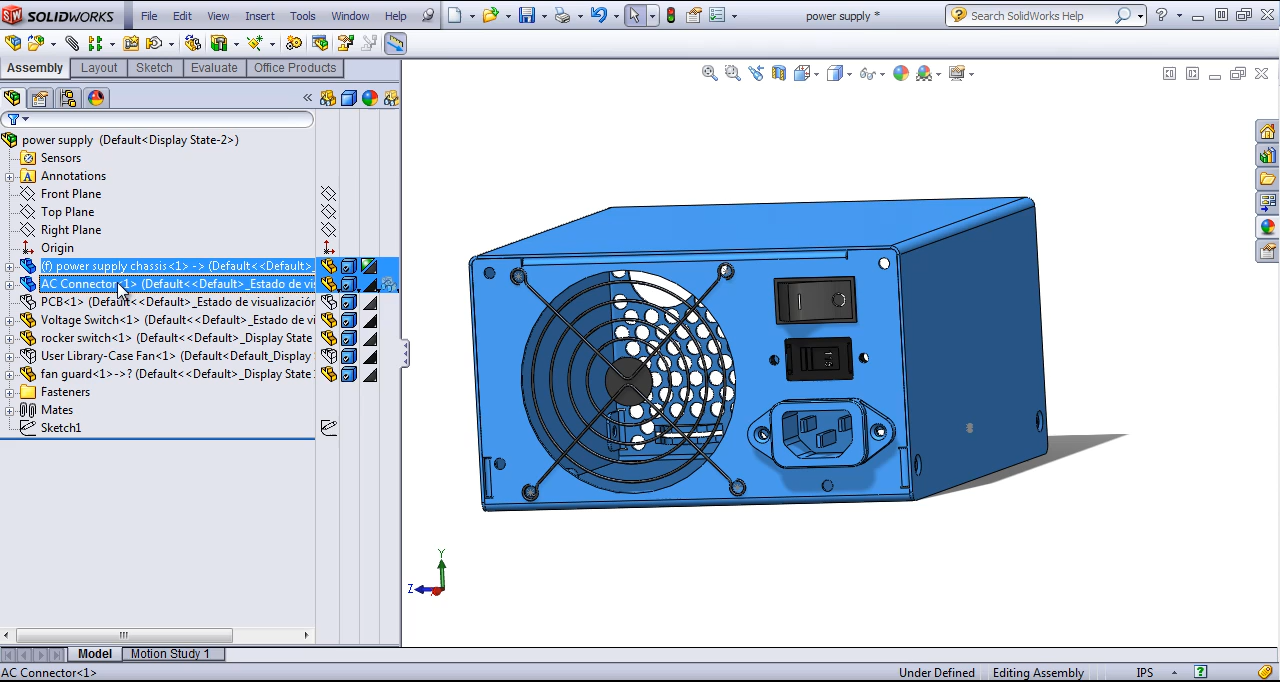 SOLIDWORKS File Edit View Insert Tools Window Help power supply * Search SolidWorks Help
Assembly Layout Sketch Evaluate Office Products
power supply (Default<Display State-2>)
Sensors
Annotations
Front Plane
Top Plane
Right Plane
Origin
(f) power supply chassis<1> -> (Default<<Default>_
AC Connector<1> (Default<<Default>_Estado de vis
PCB<1> (Default<<Default>_Estado de visualización
Voltage Switch<1> (Default<<Default>_Estado de vi
rocker switch<1> (Default<<Default>_Display State
User Library-Case Fan<1> (Default<Default_Display
fan guard<1>->? (Default<<Default>_Display State
Fasteners
Mates
Sketch1
Y
Z
Model Motion Study 1
AC Connector<1> Under Defined Editing Assembly IPS